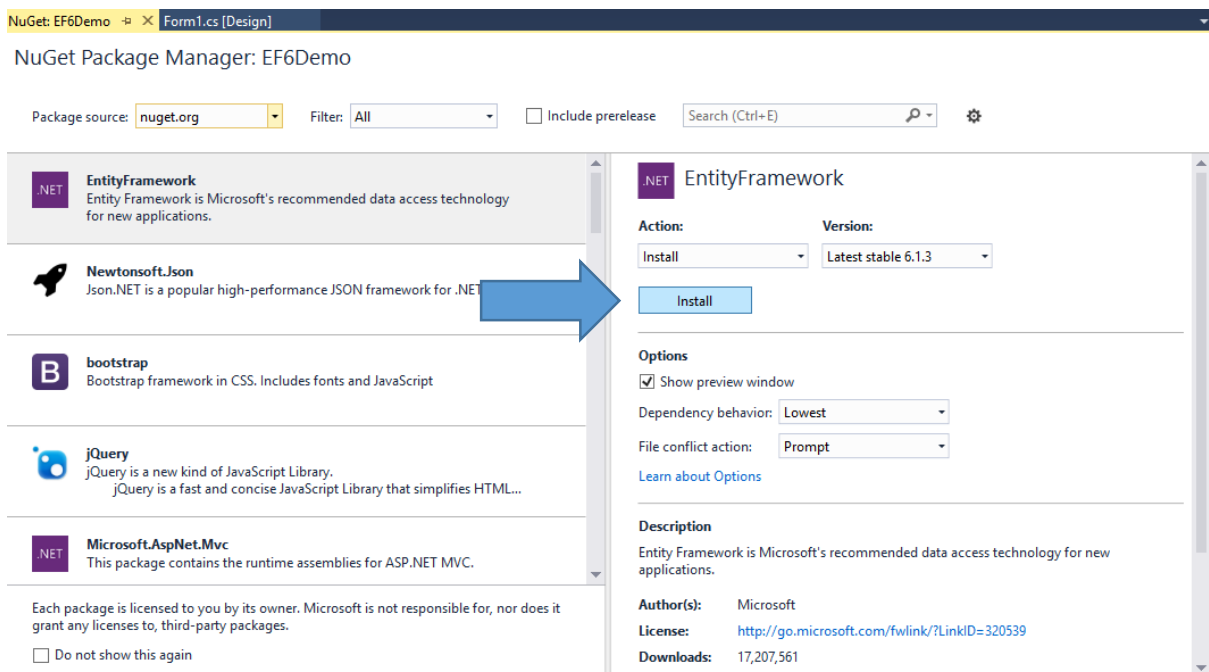 NuGet: EF6Demo
Form1.cs [Design]
NuGet Package Manager: EF6Demo
Package source: nuget.org
Filter: All
Include prerelease
Search (Ctrl+E)
.NET
EntityFramework
Entity Framework is Microsoft's recommended data access technology
for new applications.
Newtonsoft.Json
Json.NET is a popular high-performance JSON framework for .NET
B
bootstrap
Bootstrap framework in CSS. Includes fonts and JavaScript
jQuery
jQuery is a new kind of JavaScript Library.
jQuery is a fast and concise JavaScript Library that simplifies HTML...
.NET
Microsoft.AspNet.Mvc
This package contains the runtime assemblies for ASP.NET MVC.
Each package is licensed to you by its owner. Microsoft is not responsible for, nor does it
grant any licenses to, third-party packages.
Do not show this again
.NET
EntityFramework
Action:
Version:
Install
Latest stable 6.1.3
Install
Options
Show preview window
Dependency behavior: Lowest
File conflict action: Prompt
Learn about Options
Description
Entity Framework is Microsoft's recommended data access technology for new
applications.
Author(s): Microsoft
License: http://go.microsoft.com/fwlink/?LinkID=320539
Downloads: 17,207,561